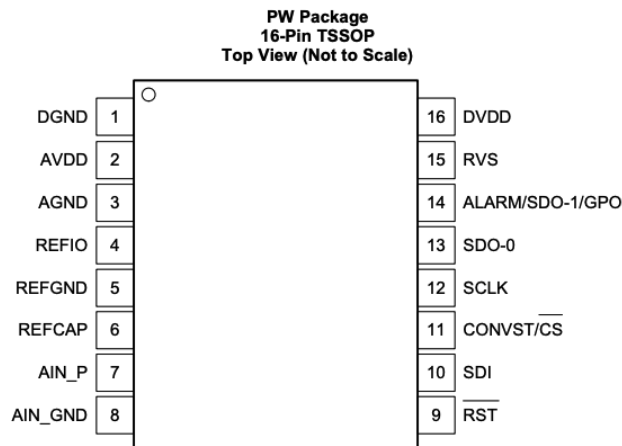 PW Package
16-Pin TSSOP
Top View (Not to Scale)
DGND 1 16 DVDD
AVDD 2 15 RVS
AGND 3 14 ALARM/SDO-1/GPO
REFIO 4 13 SDO-0
REFGND 5 12 SCLK
REFCAP 6 11 CONVST/C̅S̅
AIN_P 7 10 SDI
AIN_GND 8 9 R̅S̅T̅